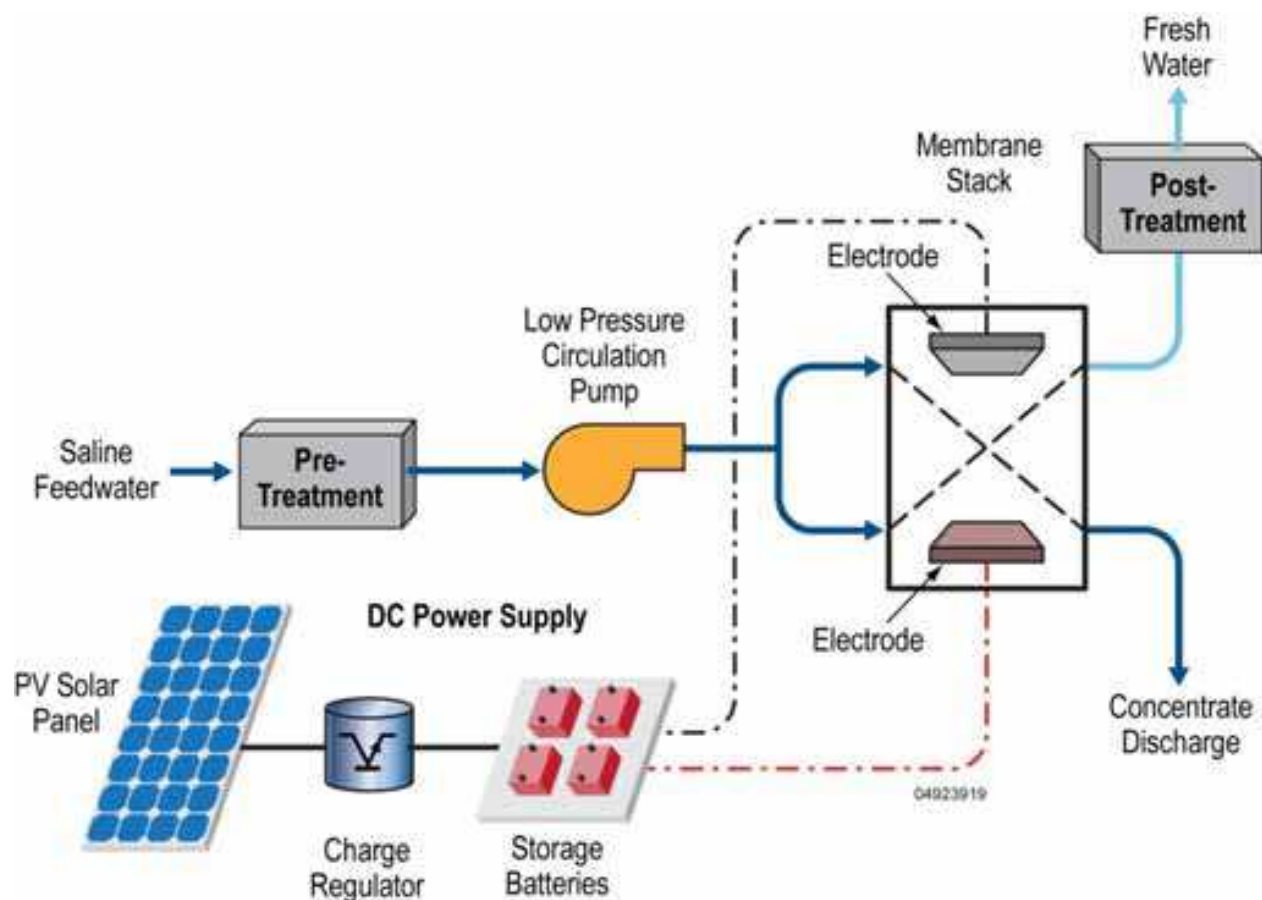 Fresh
Water
Membrane
Stack
Post-
Treatment
Electrode
Low Pressure
Circulation
Pump
Saline
Feedwater
Pre-
Treatment
DC Power Supply
Electrode
PV Solar
Panel
Concentrate
Discharge
04923919
Charge
Regulator
Storage
Batteries